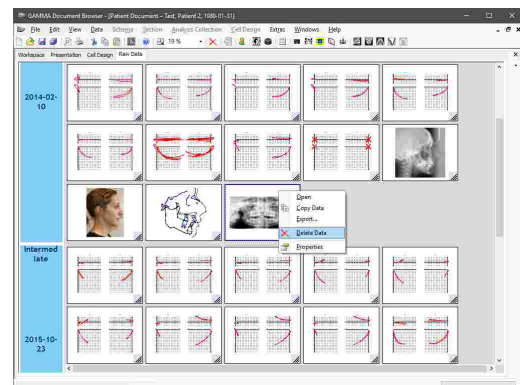 GAMMA Document Browser - [Patient Document - Test, Patient 2, 1980-01-31]
File Edit View Data Schema Section Analysis Collection Cell Design Extras Windows Help
19 %
Workspace Presentation Cell Design Raw Data
2014-02-
10
Open
Copy Data
Export...
Delete Data
Properties
Intermed
iate
2015-10-
23